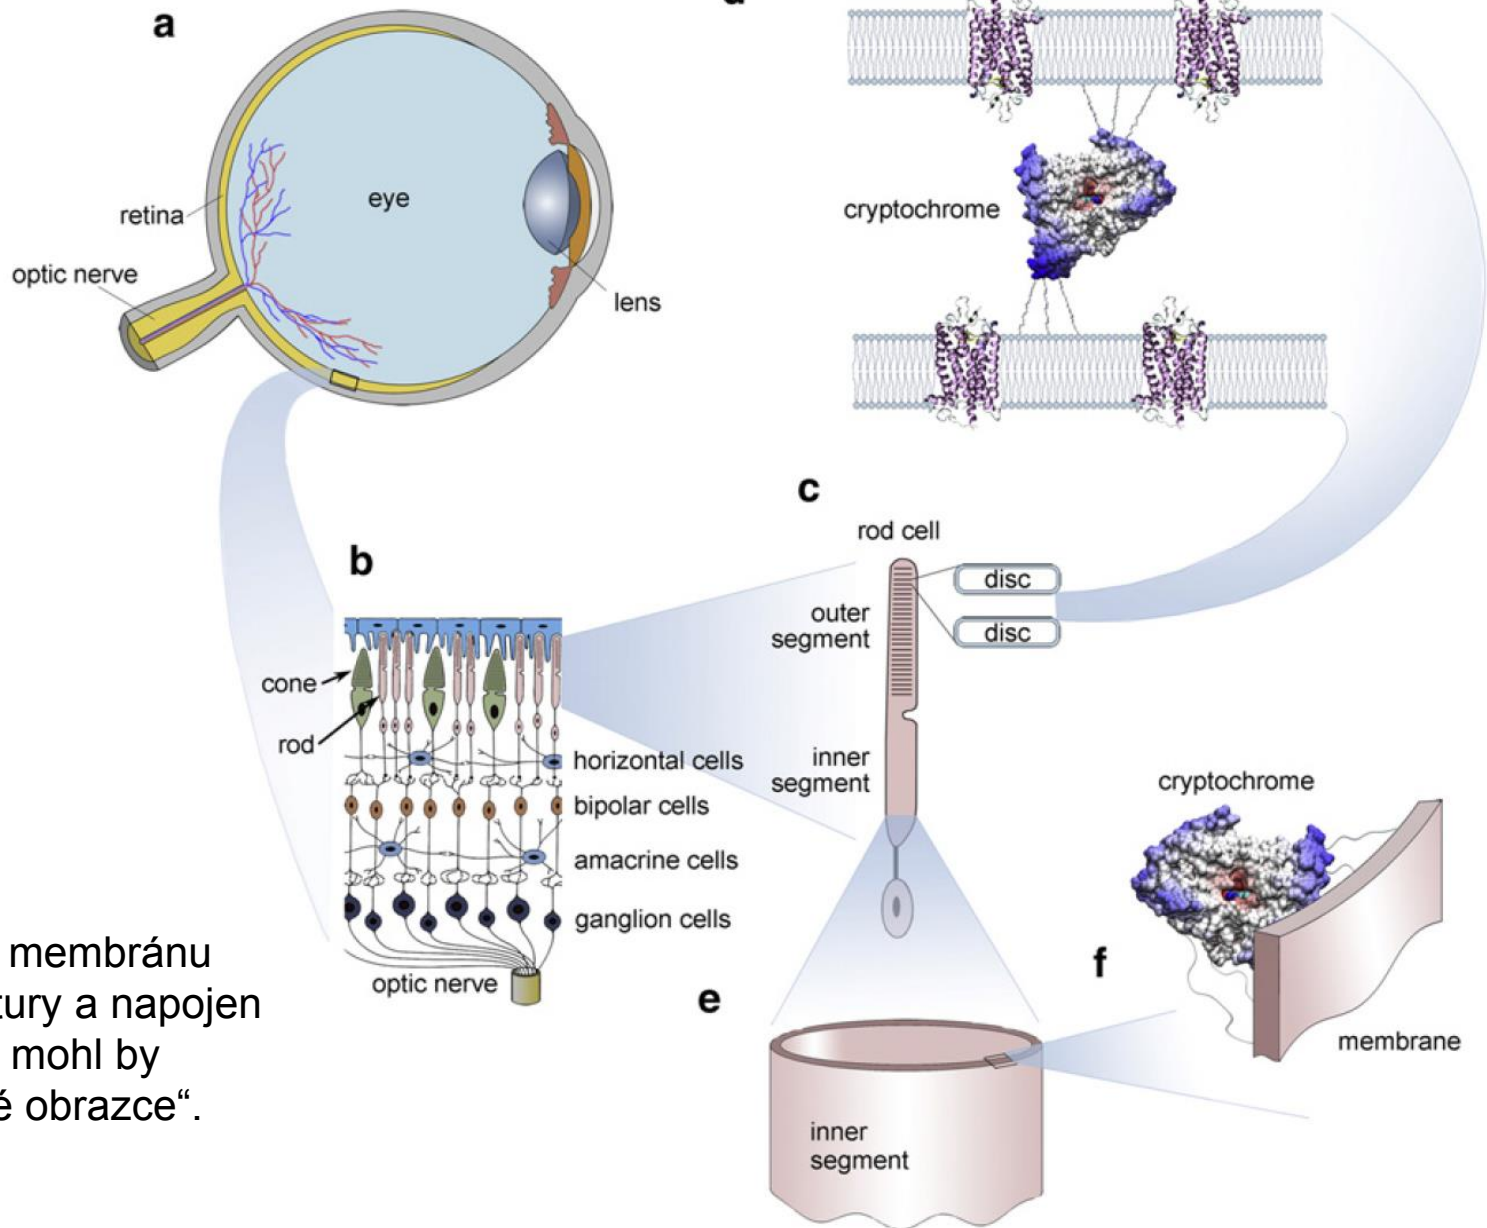 a
retina
eye
optic nerve
lens
cryptochrome
c
rod cell
disc
disc
outer
segment
inner
segment
b
cone
rod
horizontal cells
bipolar cells
amacrine cells
ganglion cells
optic nerve
membránu
a napojen
mohl by
obrazce“.
e
inner
segment
cryptochrome
f
membrane